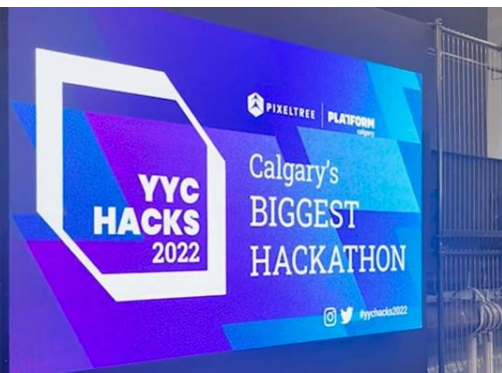 YYC
HACKS
2022
PIXELTREE | PLATFORM
calgary
Calgary's
BIGGEST
HACKATHON
#yychacks2022